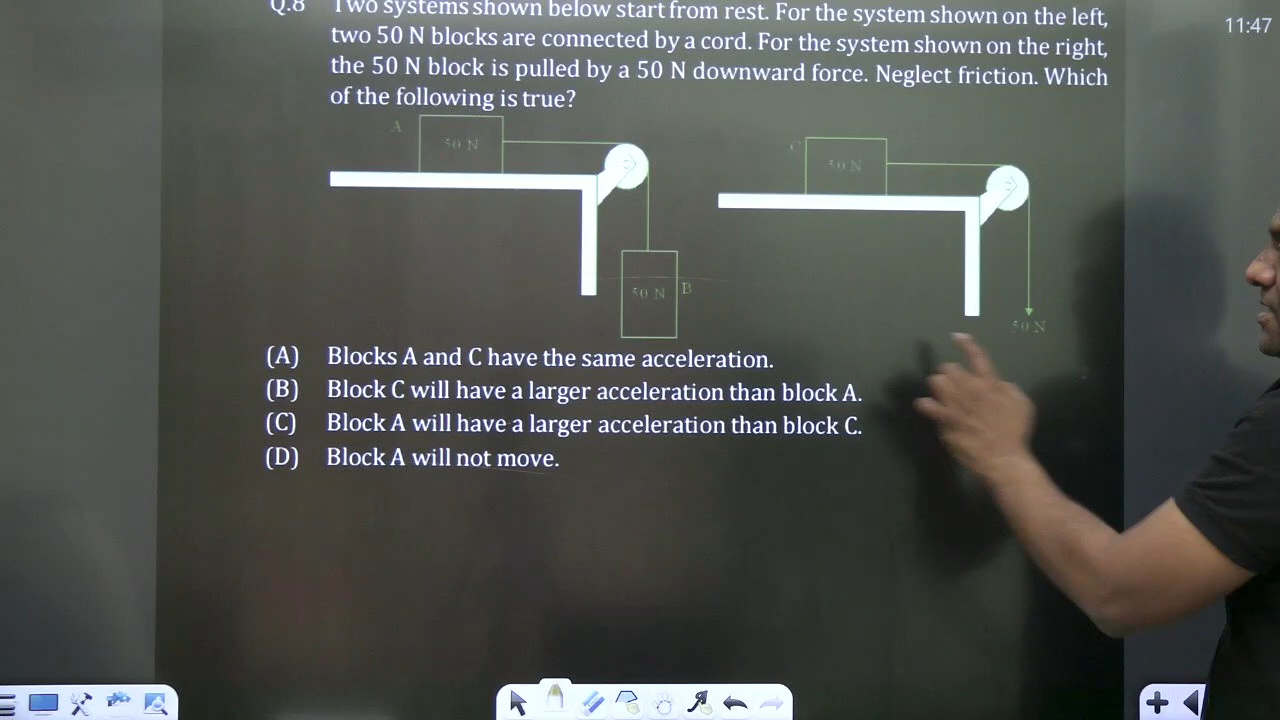 Q.8 Two systems shown below start from rest. For the system shown on the left,
11:47
two 50 N blocks are connected by a cord. For the system shown on the right,
the 50 N block is pulled by a 50 N downward force. Neglect friction. Which
of the following is true?
A
50 N
C
50 N
50 N B
50 N
(A) Blocks A and C have the same acceleration.
(B) Block C will have a larger acceleration than block A.
(C) Block A will have a larger acceleration than block C.
(D) Block A will not move.